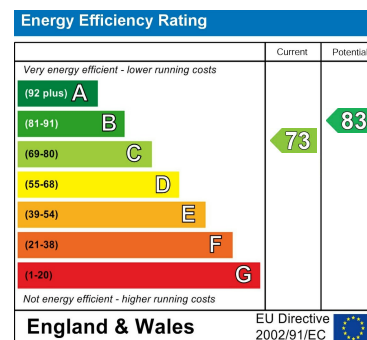 Energy Efficiency Rating
Current Potential
Very energy efficient - lower running costs
(92 plus) A
(81-91) B
83
(69-80) C
73
(55-68) D
(39-54) E
(21-38) F
(1-20) G
Not energy efficient - higher running costs
England & Wales
EU Directive
2002/91/EC